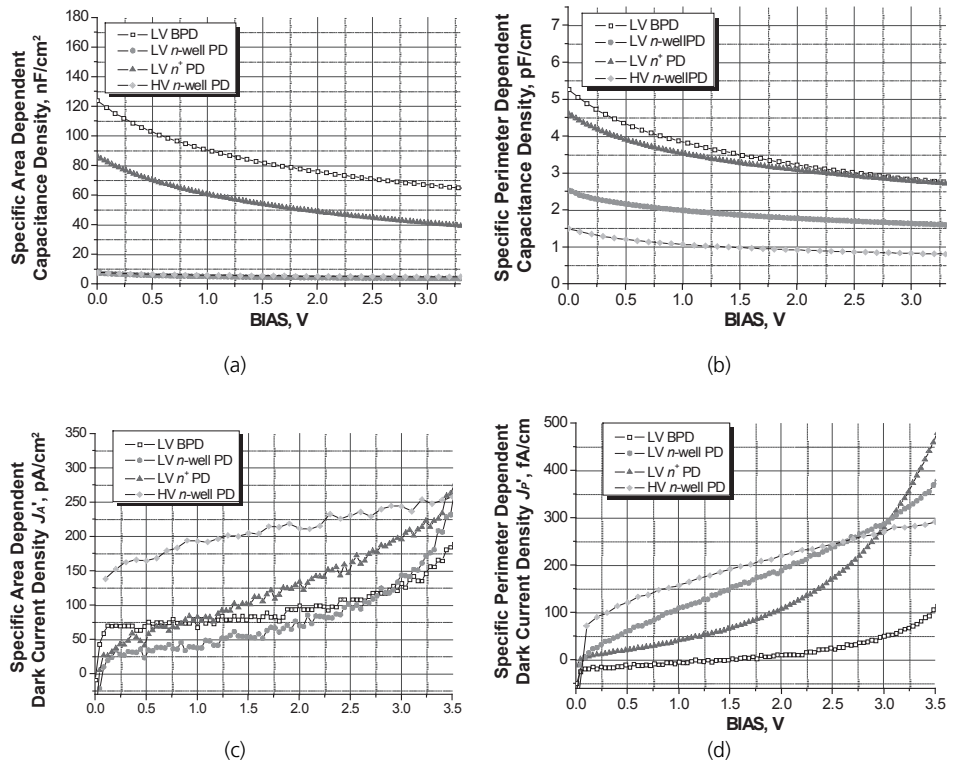 Specific Area Dependent
Capacitance Density, nF/cm²
180
160
140
120
100
80
60
40
20
0
LV BPD
LV n-well PD
LV n⁺ PD
HV n-well PD
0.0 0.5 1.0 1.5 2.0 2.5 3.0
BIAS, V
(a)
Specific Perimeter Dependent
Capacitance Density, pF/cm
7
6
5
4
3
2
1
0
LV BPD
LV n-wellPD
LV n⁺ PD
HV n-wellPD
0.0 0.5 1.0 1.5 2.0 2.5 3.0
BIAS, V
(b)
Specific Area Dependent
Dark Current Density J_A', pA/cm²
350
300
250
200
150
100
50
0
LV BPD
LV n-well PD
LV n⁺ PD
HV n-well PD
0.0 0.5 1.0 1.5 2.0 2.5 3.0 3.5
(c)
Specific Perimeter Dependent
Dark Current Density J_P', fA/cm
500
400
300
200
100
0
LV BPD
LV n-well PD
LV n⁺ PD
HV n-well PD
0.0 0.5 1.0 1.5 2.0 2.5 3.0 3.5
BIAS, V
(d)